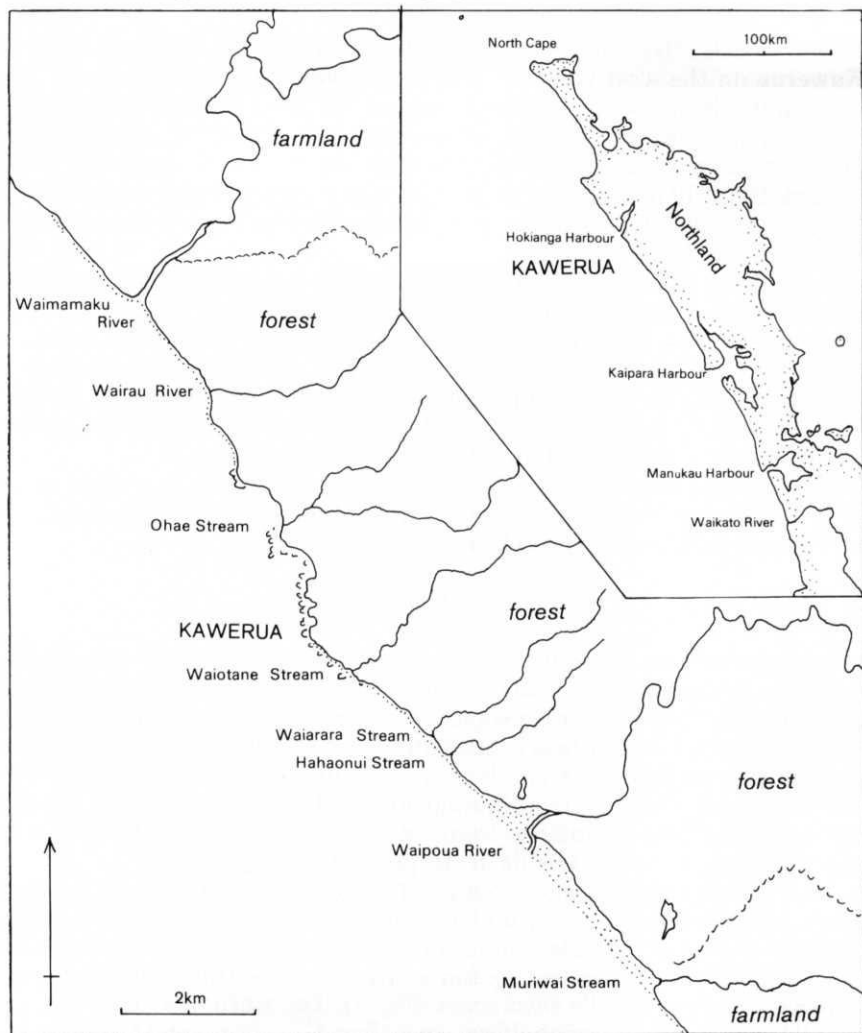 farmland
Waimamaku
River
forest
Wairau River
Ohae Stream
KAWERUA
forest
Waiotane Stream
Waiarara Stream
Hahaonui Stream
forest
Waipoua River
Muriwai Stream
2km
farmland
North Cape
100km
Northland
Hokianga Harbour
KAWERUA
Kaipara Harbour
Manukau Harbour
Waikato River